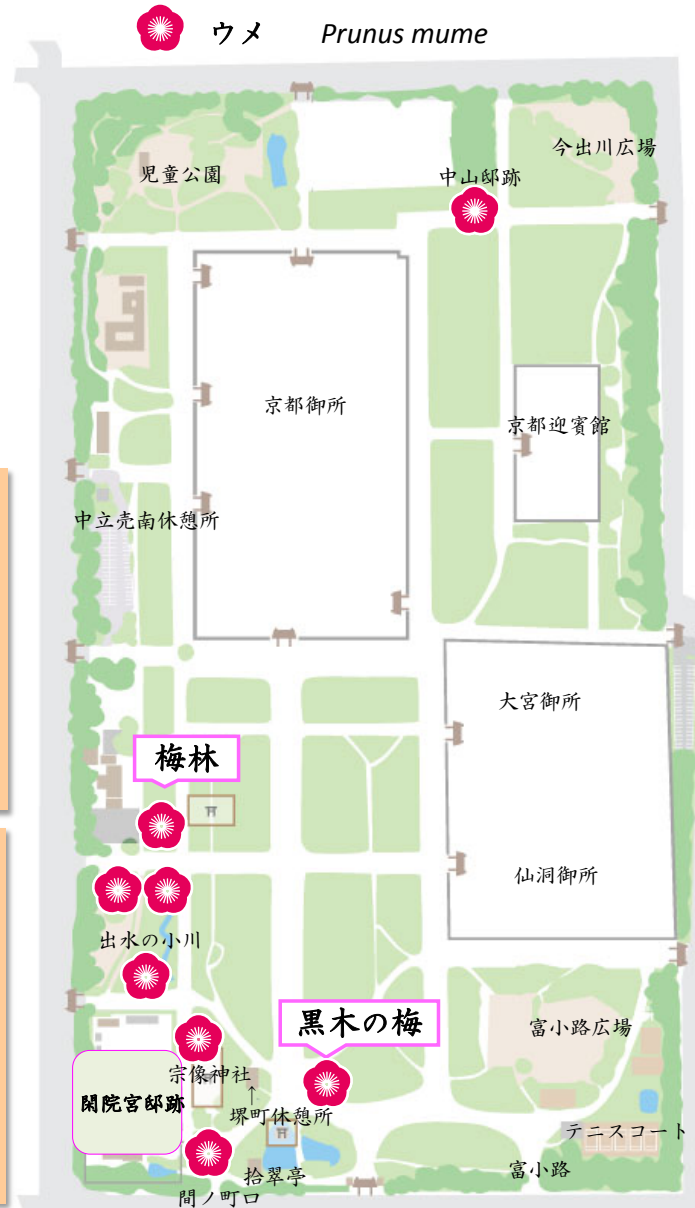 ウメ Prunus mume
今出川広場
児童公園
中山邸跡
京都御所
京都迎賓館
中立売南休憩所
大宮御所
梅林
仙洞御所
出水の小川
黒木の梅
富小路広場
宗像神社
閑院宮邸跡
↑
堺町休憩所
テニスコート
拾翠亭
富小路
間ノ町口